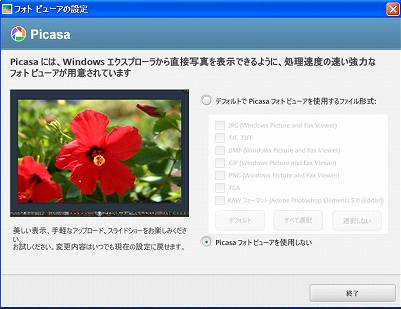 フォト ビューアの設定
Picasa
Picasa には、Windows エクスプローラから直接写真を表示できるように、処理速度の速い強力な
フォトビューアが用意されています
デフォルトで Picasa フォトビューアを使用するファイル形式:
.JPG (Windows Picture and Fax Viewer)
.TIF, .TIFF
.BMP (Windows Picture and Fax Viewer)
.GIF (Windows Picture and Fax Viewer)
.PNG (Windows Picture and Fax Viewer)
.TGA
RAW フォーマット (Adobe Photoshop Elements 5.0 (Editor))
デフォルト すべて選択 選択しない
美しい表示、手軽なアップロード、スライドショーをお楽しみくださ
い。
お試しください。変更内容はいつでも現在の設定に戻せます。
Picasa フォトビューアを使用しない
終了